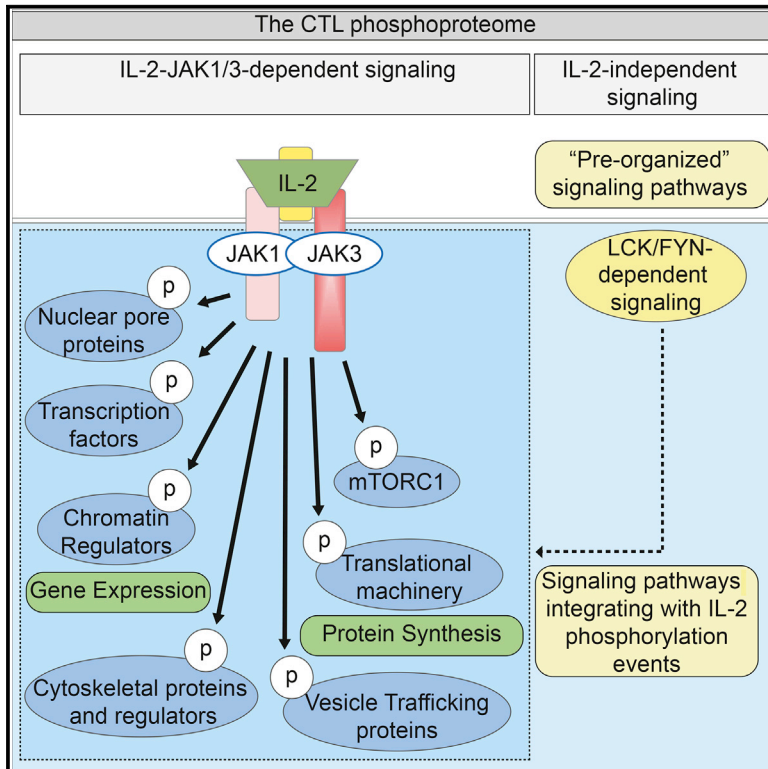 The CTL phosphoproteome
IL-2-JAK1/3-dependent signaling
IL-2-independent
signaling
“Pre-organized”
signaling pathways
IL-2
JAK1
JAK3
LCK/FYN-
dependent
signaling
p
Nuclear pore
proteins
p
Transcription
factors
p
Chromatin
Regulators
Gene Expression
p
Cytoskeletal proteins
and regulators
p
mTORC1
p
Translational
machinery
Protein Synthesis
p
Vesicle Trafficking
proteins
Signaling pathways
integrating with IL-2
phosphorylation
events